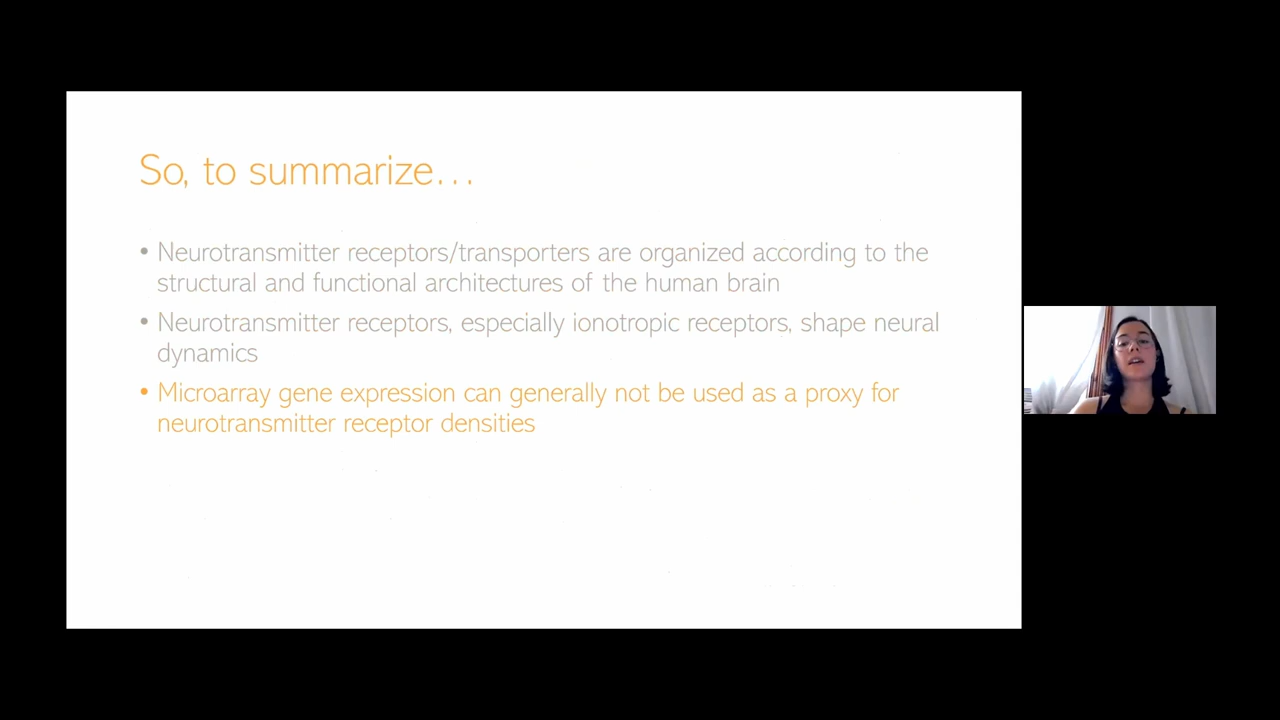 So, to summarize...
• Neurotransmitter receptors/transporters are organized according to the
structural and functional architectures of the human brain
• Neurotransmitter receptors, especially ionotropic receptors, shape neural
dynamics
• Microarray gene expression can generally not be used as a proxy for
neurotransmitter receptor densities